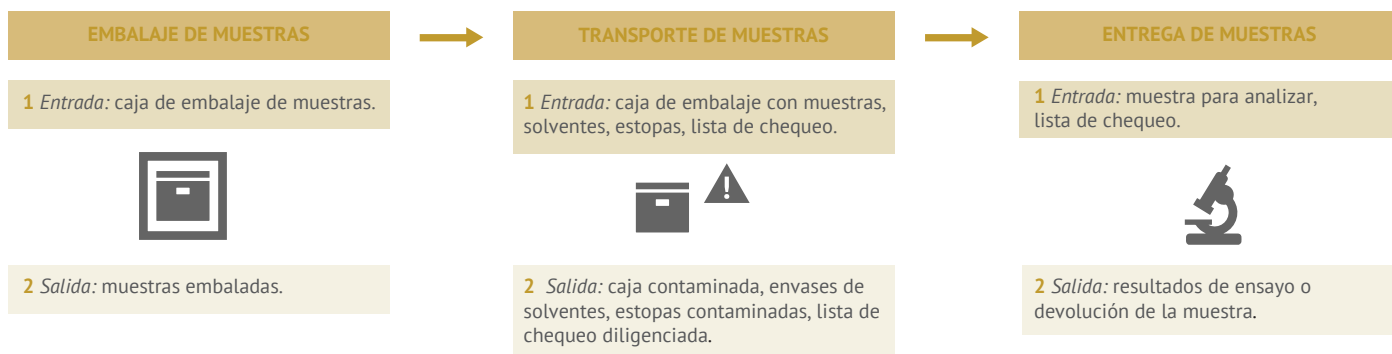 EMBALAJE DE MUESTRAS
1 Entrada: caja de embalaje de muestras.
2 Salida: muestras embaladas.
TRANSPORTE DE MUESTRAS
1 Entrada: caja de embalaje con muestras,
solventes, estopas, lista de chequeo.
2 Salida: caja contaminada, envases de
solventes, estopas contaminadas, lista de
chequeo diligenciada.
ENTREGA DE MUESTRAS
1 Entrada: muestra para analizar,
lista de chequeo.
2 Salida: resultados de ensayo o
devolución de la muestra.